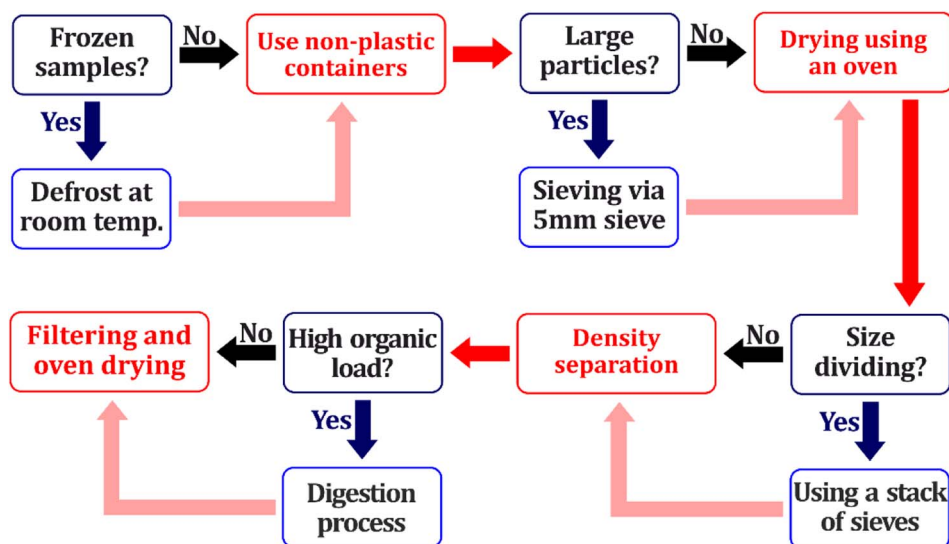 Frozen
samples?
No
Use non-plastic
containers
Large
particles?
No
Drying using
an oven
Yes
Yes
Defrost at
room temp.
Sieving via
5mm sieve
Size
dividing?
No
Density
separation
High organic
load?
No
Filtering and
oven drying
Yes
Yes
Using a stack
of sieves
Digestion
process